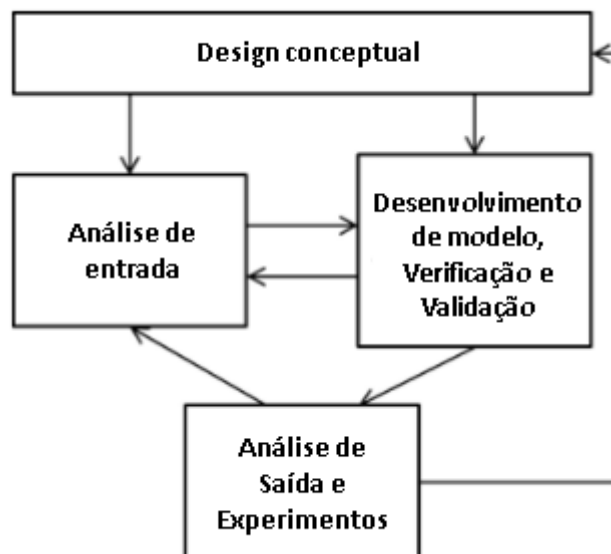 Design conceptual
Análise de
entrada
Desenvolvimento
de modelo,
Verificação e
Validação
Análise de
Saída e
Experimentos